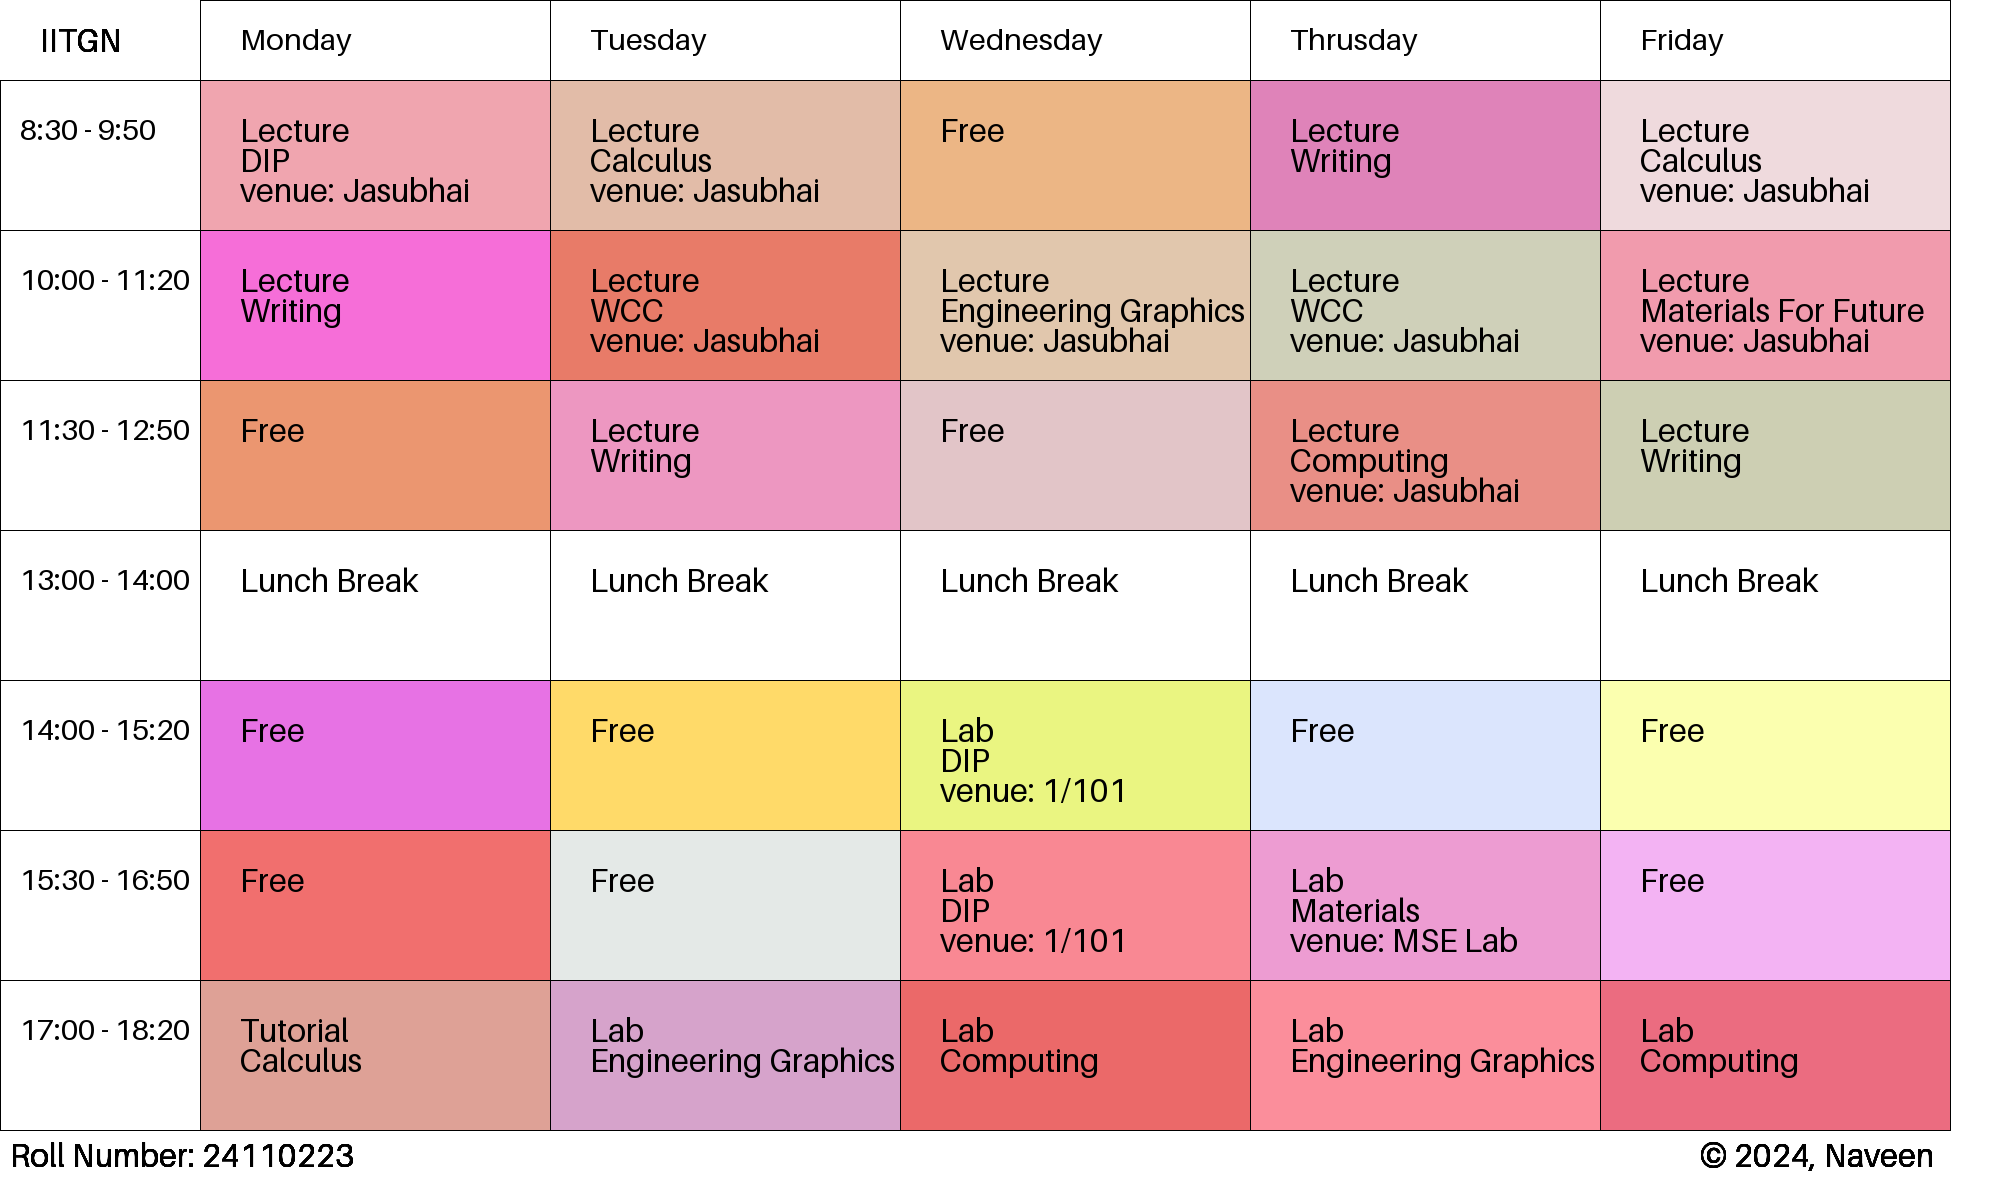 IITGN
Monday
Tuesday
Wednesday
Thrusday
Friday
8:30 - 9:50
Lecture
DIP
venue: Jasubhai
Lecture
Calculus
venue: Jasubhai
Free
Lecture
Writing
Lecture
Calculus
venue: Jasubhai
10:00 - 11:20
Lecture
Writing
Lecture
WCC
venue: Jasubhai
Lecture
Engineering Graphics
venue: Jasubhai
Lecture
WCC
venue: Jasubhai
Lecture
Materials For Future
venue: Jasubhai
11:30 - 12:50
Free
Lecture
Writing
Free
Lecture
Computing
venue: Jasubhai
Lecture
Writing
13:00 - 14:00
Lunch Break
Lunch Break
Lunch Break
Lunch Break
Lunch Break
14:00 - 15:20
Free
Free
Lab
DIP
venue: 1/101
Free
Free
15:30 - 16:50
Free
Free
Lab
DIP
venue: 1/101
Lab
Materials
venue: MSE Lab
Free
17:00 - 18:20
Tutorial
Calculus
Lab
Engineering Graphics
Lab
Computing
Lab
Engineering Graphics
Lab
Computing
Roll Number: 24110223
© 2024, Naveen